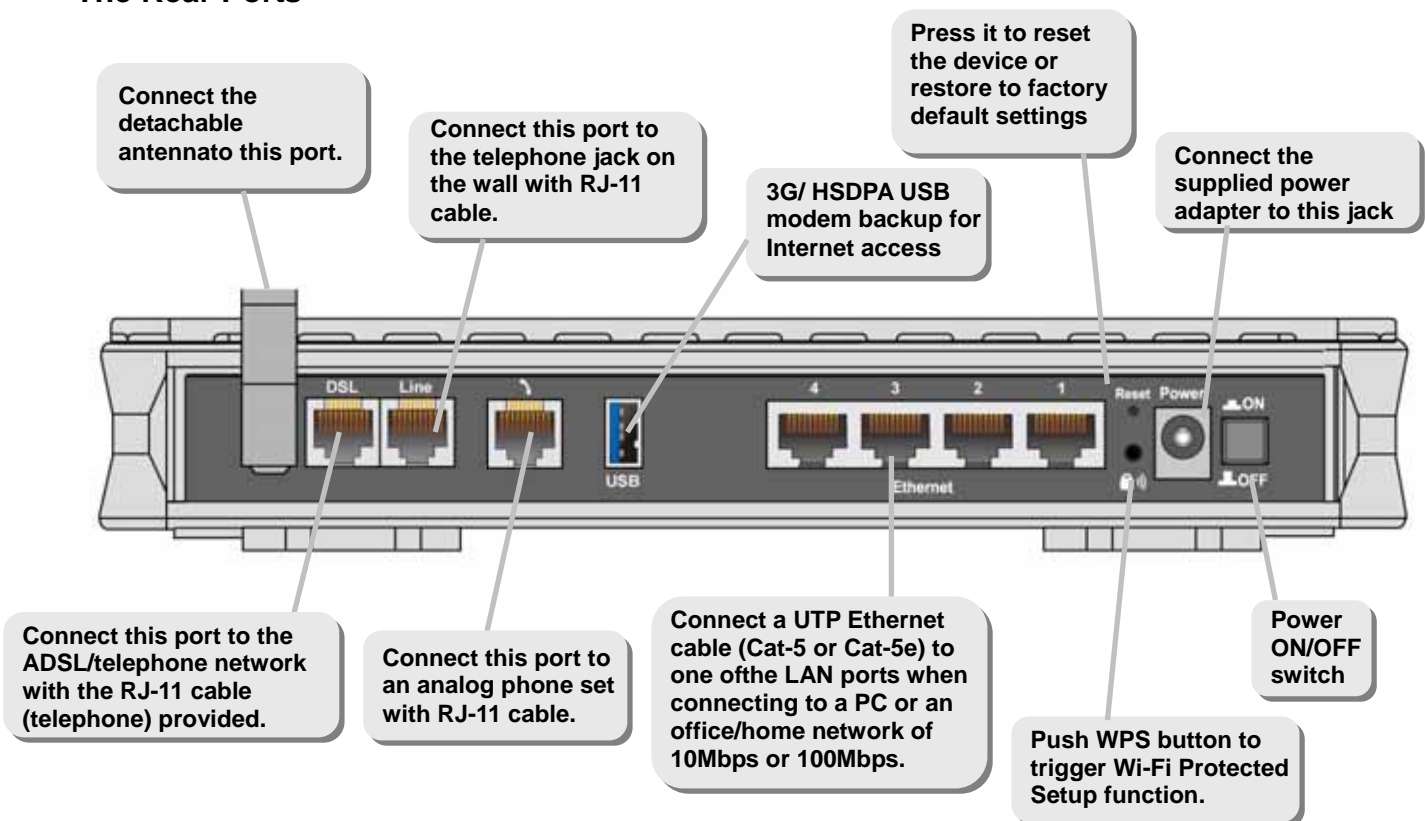 The Rear Ports
Press it to reset
the device or
restore to factory
default settings
Connect the
detachable
antennato this port.
Connect this port to
the telephone jack on
the wall with RJ-11
cable.
3G/ HSDPA USB
modem backup for
Internet access
Connect the
supplied power
adapter to this jack
DSL
Line
USB
4
3
2
1
Ethernet
Reset
Power
ON
OFF
Connect this port to the
ADSL/telephone network
with the RJ-11 cable
(telephone) provided.
Connect this port to
an analog phone set
with RJ-11 cable.
Connect a UTP Ethernet
cable (Cat-5 or Cat-5e) to
one ofthe LAN ports when
connecting to a PC or an
office/home network of
10Mbps or 100Mbps.
Push WPS button to
trigger Wi-Fi Protected
Setup function.
Power
ON/OFF
switch